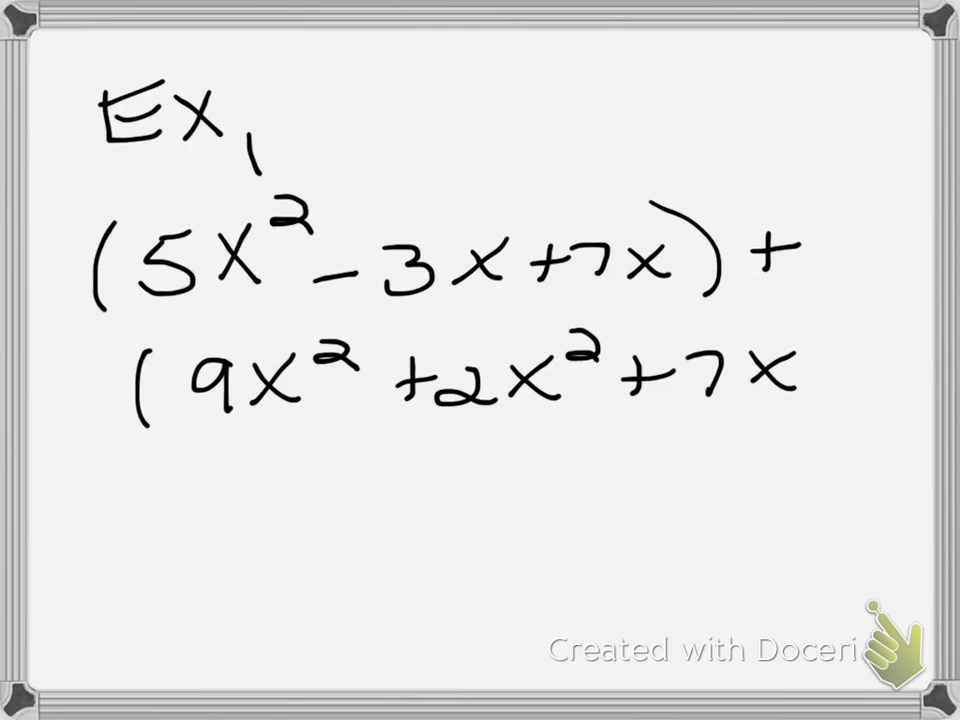 EX 1
(5x² - 3x + 7x) +
(9x² + 2x² + 7x
Created with Doceri